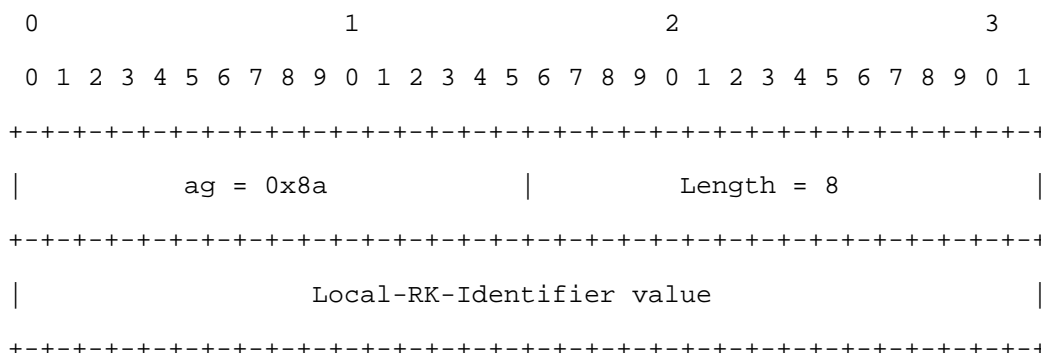 0                   1                   2                   3
0 1 2 3 4 5 6 7 8 9 0 1 2 3 4 5 6 7 8 9 0 1 2 3 4 5 6 7 8 9 0 1
+-+-+-+-+-+-+-+-+-+-+-+-+-+-+-+-+-+-+-+-+-+-+-+-+-+-+-+-+-+-+-+-+
|          ag = 0x8a            |         Length = 8            |
+-+-+-+-+-+-+-+-+-+-+-+-+-+-+-+-+-+-+-+-+-+-+-+-+-+-+-+-+-+-+-+-+
|                  Local-RK-Identifier value                    |
+-+-+-+-+-+-+-+-+-+-+-+-+-+-+-+-+-+-+-+-+-+-+-+-+-+-+-+-+-+-+-+-+